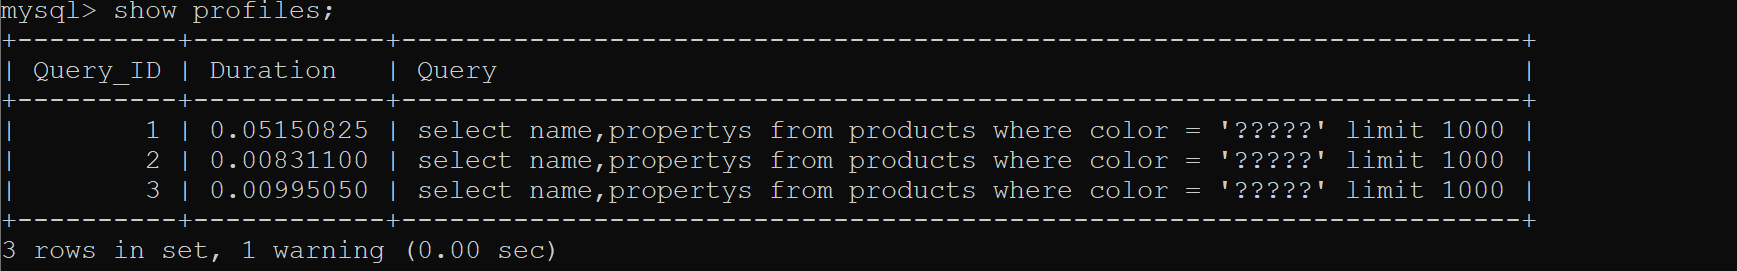 mysql> show profiles;
+----------+------------+----------------------------------------------------------------------+
| Query_ID | Duration   | Query                                                                |
+----------+------------+----------------------------------------------------------------------+
|        1 | 0.05150825 | select name,propertys from products where color = '?????' limit 1000 |
|        2 | 0.00831100 | select name,propertys from products where color = '?????' limit 1000 |
|        3 | 0.00995050 | select name,propertys from products where color = '?????' limit 1000 |
+----------+------------+----------------------------------------------------------------------+
3 rows in set, 1 warning (0.00 sec)